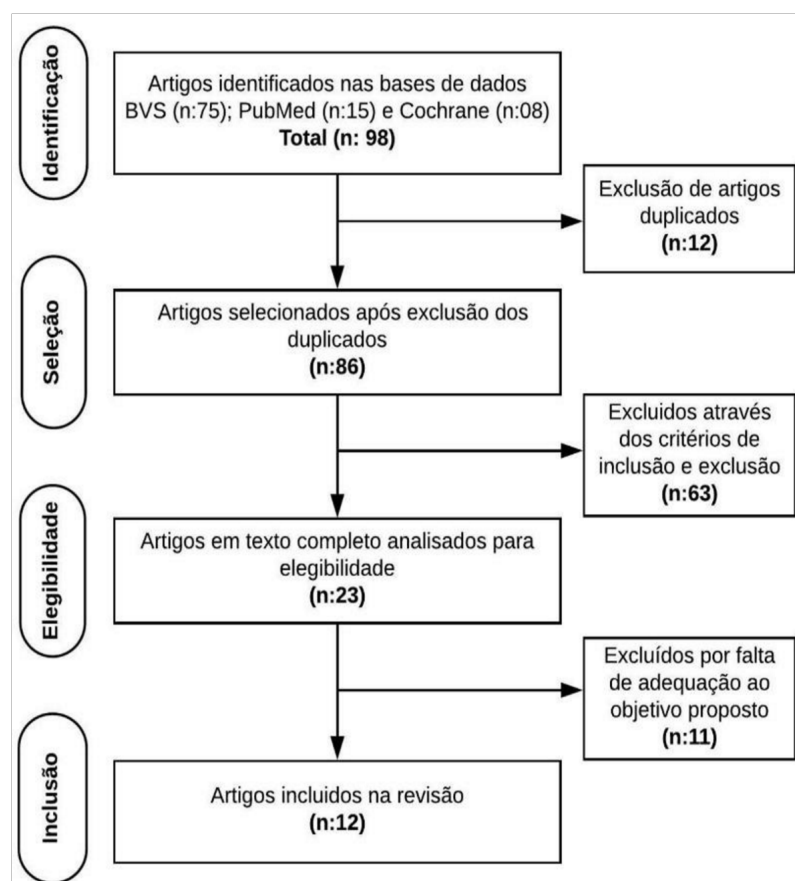 Identificação
Artigos identificados nas bases de dados
BVS (n:75); PubMed (n:15) e Cochrane (n:08)
Total (n: 98)
Exclusão de artigos
duplicados
(n:12)
Seleção
Artigos selecionados após exclusão dos
duplicados
(n:86)
Excluidos através
dos critérios de
inclusão e exclusão
(n:63)
Elegibilidade
Artigos em texto completo analisados para
elegibilidade
(n:23)
Excluídos por falta
de adequação ao
objetivo proposto
(n:11)
Inclusão
Artigos incluidos na revisão
(n:12)